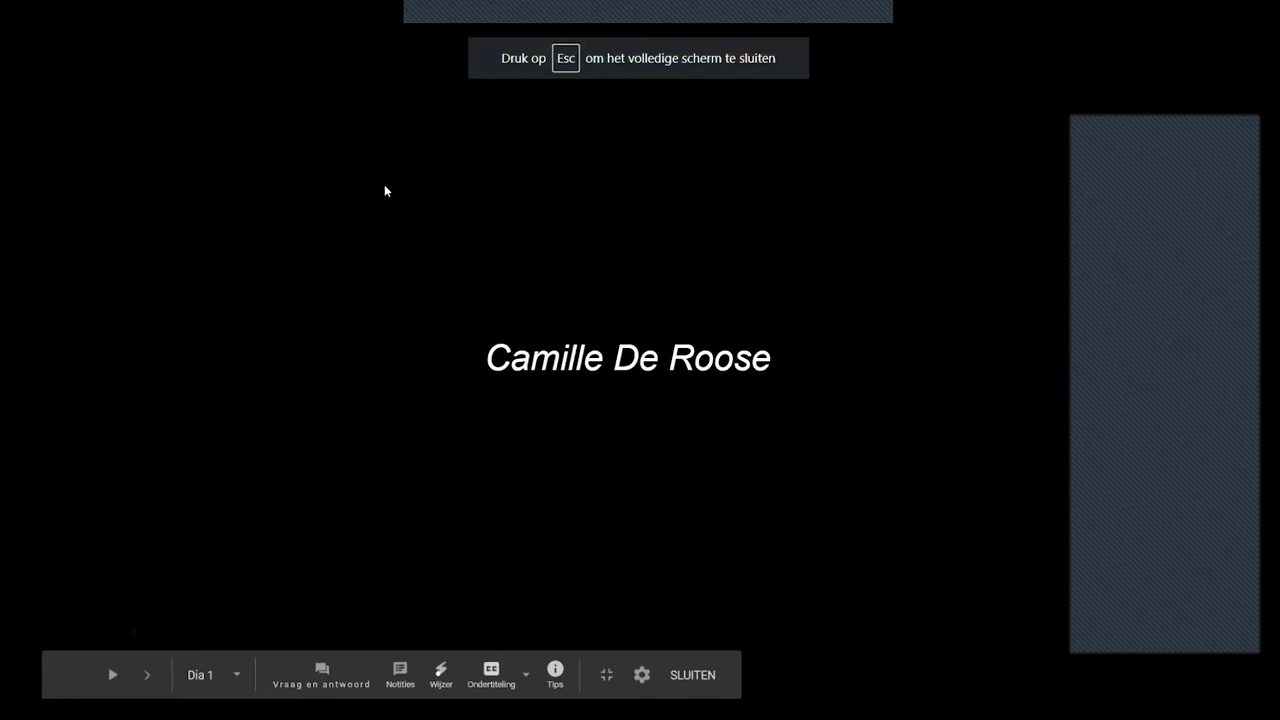 Druk op Esc om het volledige scherm te sluiten
Camille De Roose
Dia 1
Vraag en antwoord
Notities
Wijzer
CC
Ondertiteling
Tips
SLUITEN